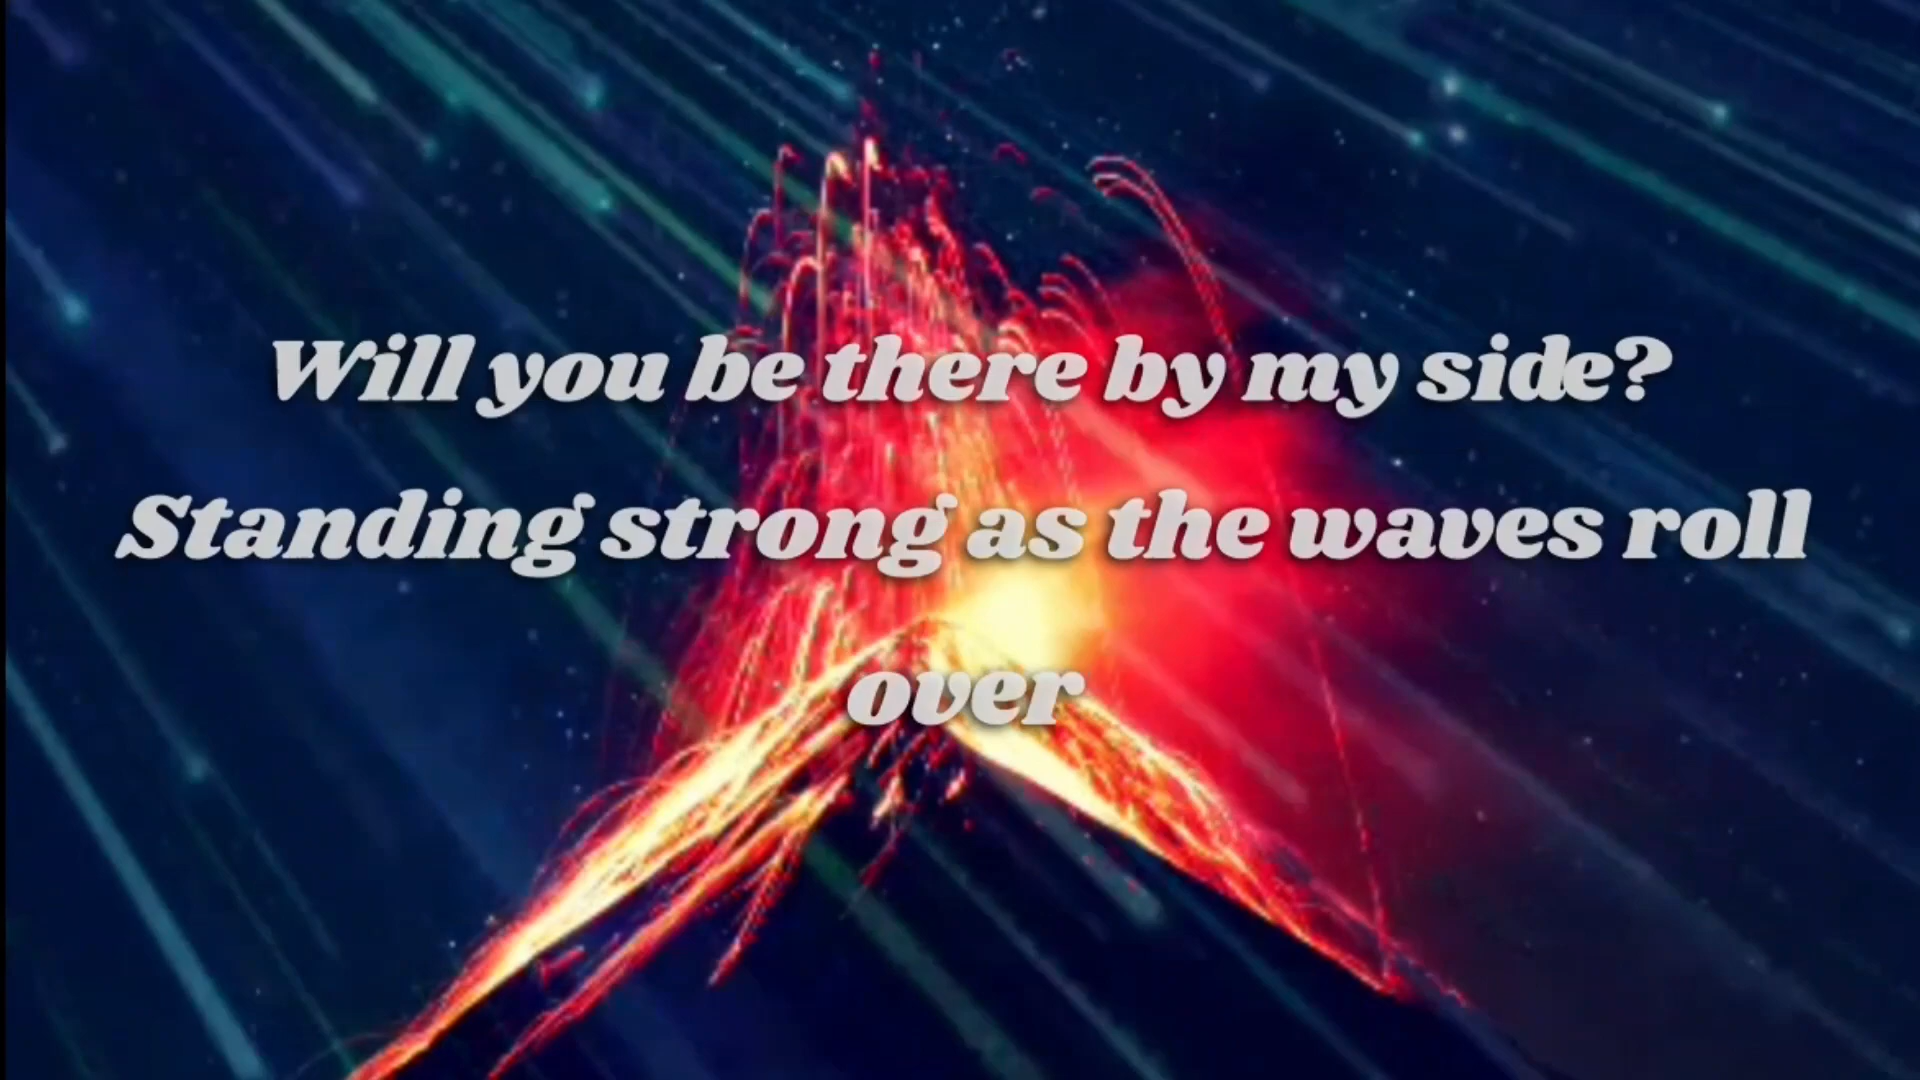 Will you be there by my side?
Standing strong as the waves roll
over